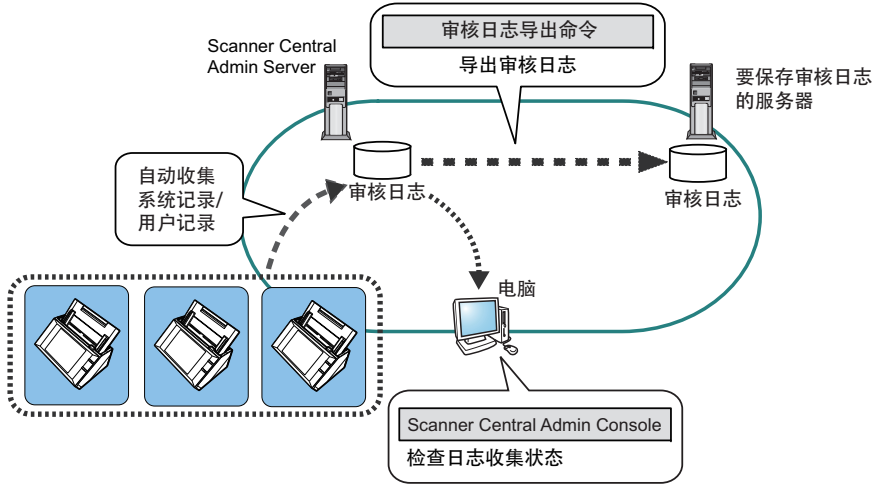 审核日志导出命令
导出审核日志
Scanner Central
Admin Server
要保存审核日志
的服务器
自动收集
系统记录/
用户记录
审核日志
审核日志
电脑
Scanner Central Admin Console
检查日志收集状态